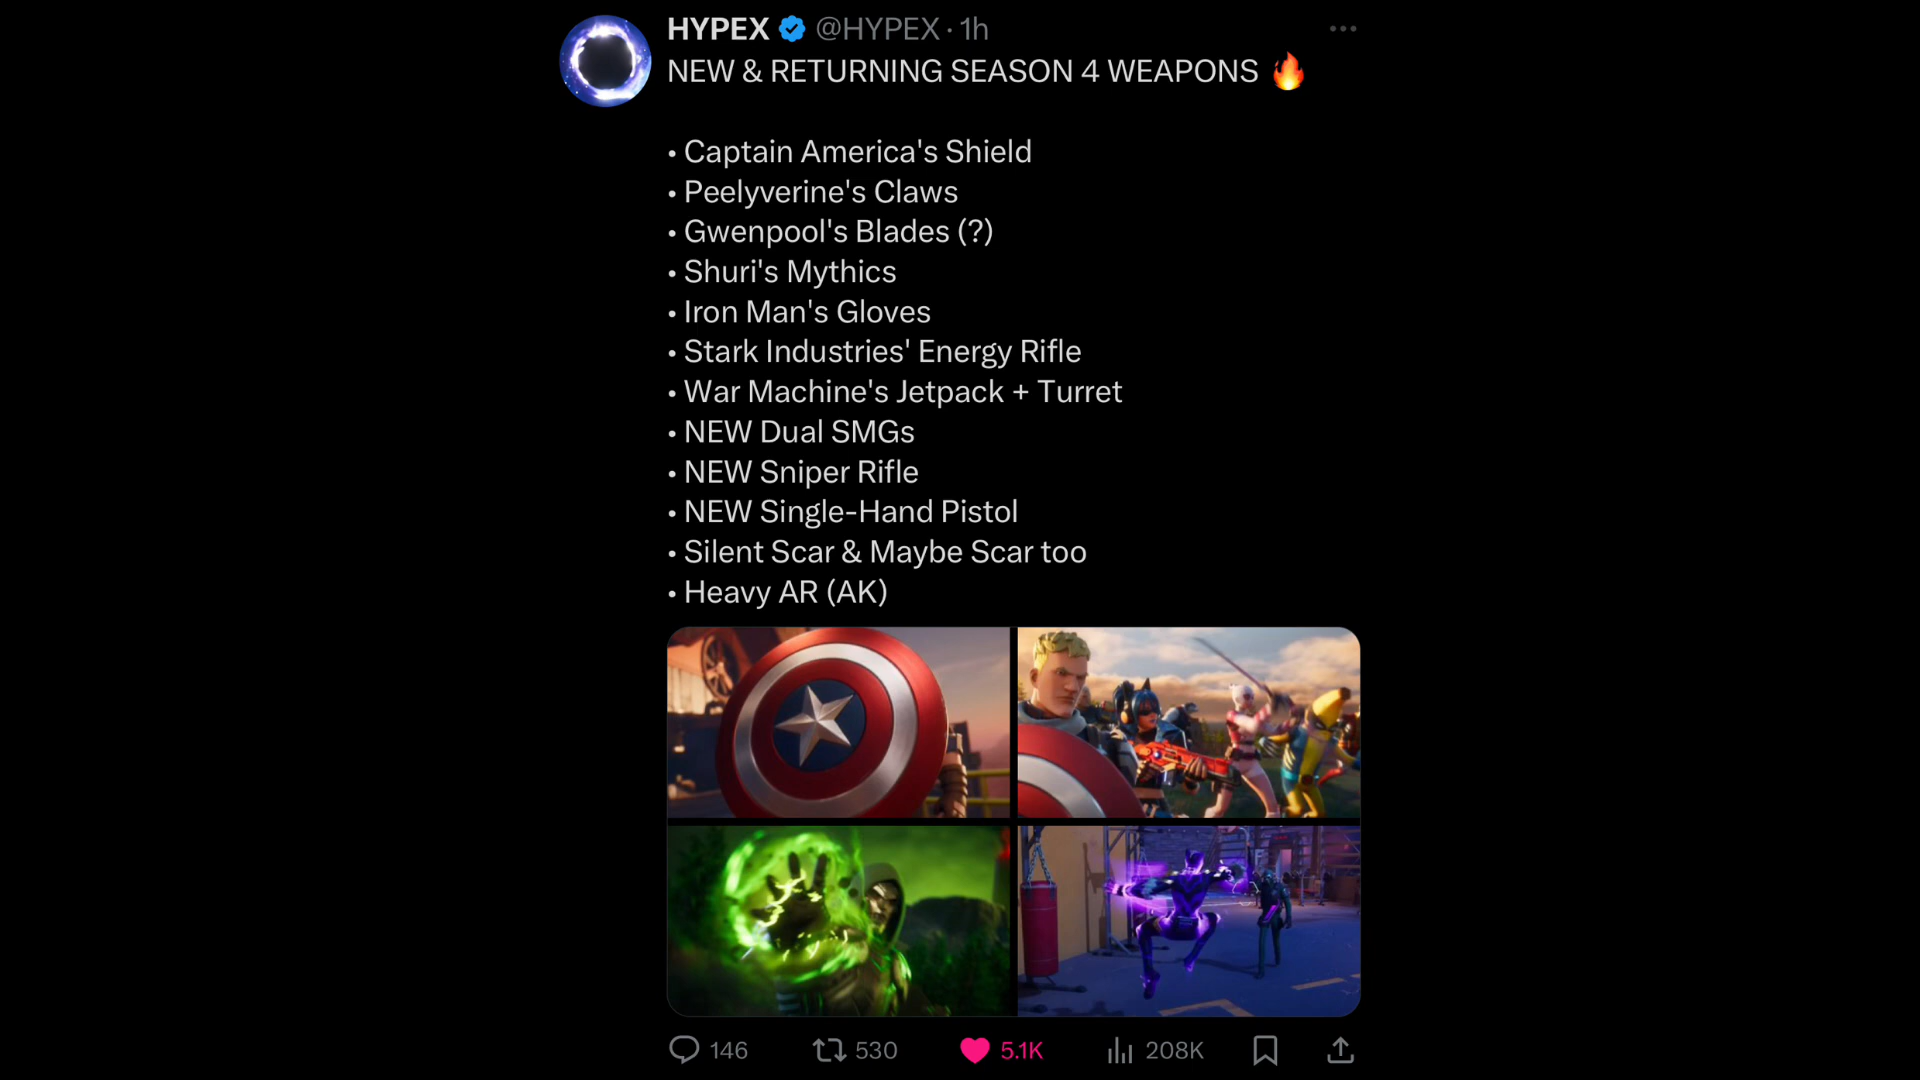 HYPEX @HYPEX · 1h
NEW & RETURNING SEASON 4 WEAPONS 🔥
• Captain America's Shield
• Peelyverine's Claws
• Gwenpool's Blades (?)
• Shuri's Mythics
• Iron Man's Gloves
• Stark Industries' Energy Rifle
• War Machine's Jetpack + Turret
• NEW Dual SMGs
• NEW Sniper Rifle
• NEW Single-Hand Pistol
• Silent Scar & Maybe Scar too
• Heavy AR (AK)
146 530 5.1K 208K